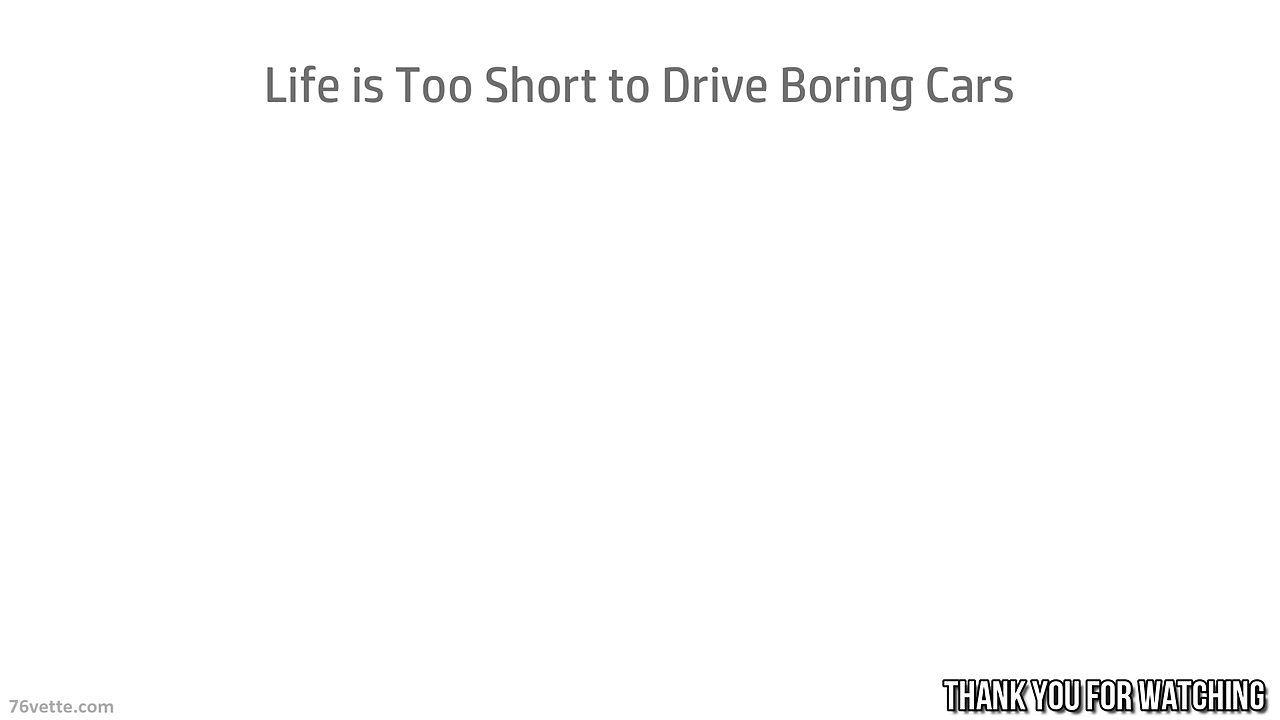 Life is Too Short to Drive Boring Cars
76vette.com
THANK YOU FOR WATCHING